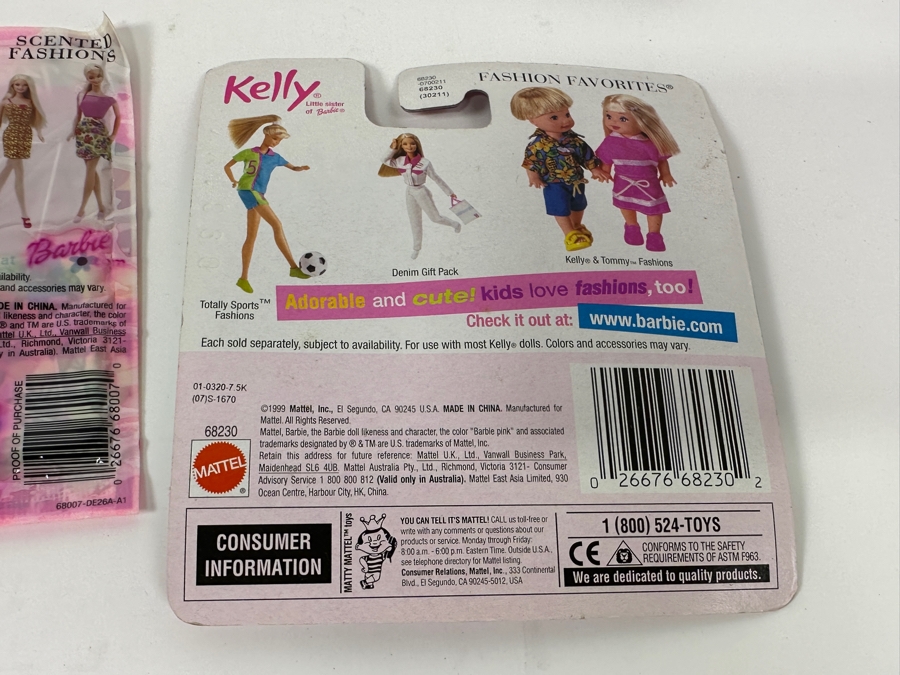 SCENTED
FASHIONS
at Barbie
ilability.
and accessories may vary.
DE IN CHINA. Manufactured for
likeness and character, the color
® and TM are U.S. trademarks of
attel U.K., Ltd., Vanwall Business
Ltd., Richmond, Victoria 3121-
y in Australia). Mattel East Asia
PROOF OF PURCHASE
26676 68007 0
68007-DE26A-A1
Kelly®
Little sister
of Barbie®
68230
-0700211
68230
(30211)
FASHION FAVORITES®
5
Totally Sports™
Fashions
Denim Gift Pack
Kelly® & Tommy™ Fashions
Adorable and cute! kids love fashions, too!
Check it out at: www.barbie.com
Each sold separately, subject to availability. For use with most Kelly® dolls. Colors and accessories may vary.
01-0320-7.5K
(07)S-1670
68230
MATTEL®
©1999 Mattel, Inc., El Segundo, CA 90245 U.S.A. MADE IN CHINA. Manufactured for
Mattel. All Rights Reserved.
Mattel, Barbie, the Barbie doll likeness and character, the color "Barbie pink" and associated
trademarks designated by ® & TM are U.S. trademarks of Mattel, Inc.
Retain this address for future reference: Mattel U.K., Ltd., Vanwall Business Park,
Maidenhead SL6 4UB. Mattel Australia Pty., Ltd., Richmond, Victoria 3121- Consumer
Advisory Service 1 800 800 812 (Valid only in Australia). Mattel East Asia Limited, 930
Ocean Centre, Harbour City, HK, China.
0 26676 68230 2
CONSUMER
INFORMATION
MATTY MATTEL™ toys
YOU CAN TELL IT'S MATTEL! CALL us toll-free or
write with any comments or questions about our
products or service. Monday through Friday:
8:00 a.m. - 6:00 p.m. Eastern Time. Outside U.S.A.,
see telephone directory for Mattel listing.
Consumer Relations, Mattel, Inc., 333 Continental
Blvd., El Segundo, CA 90245-5012, USA
1 (800) 524-TOYS
CE CONFORMS TO THE SAFETY
REQUIREMENTS OF ASTM F963.
We are dedicated to quality products.